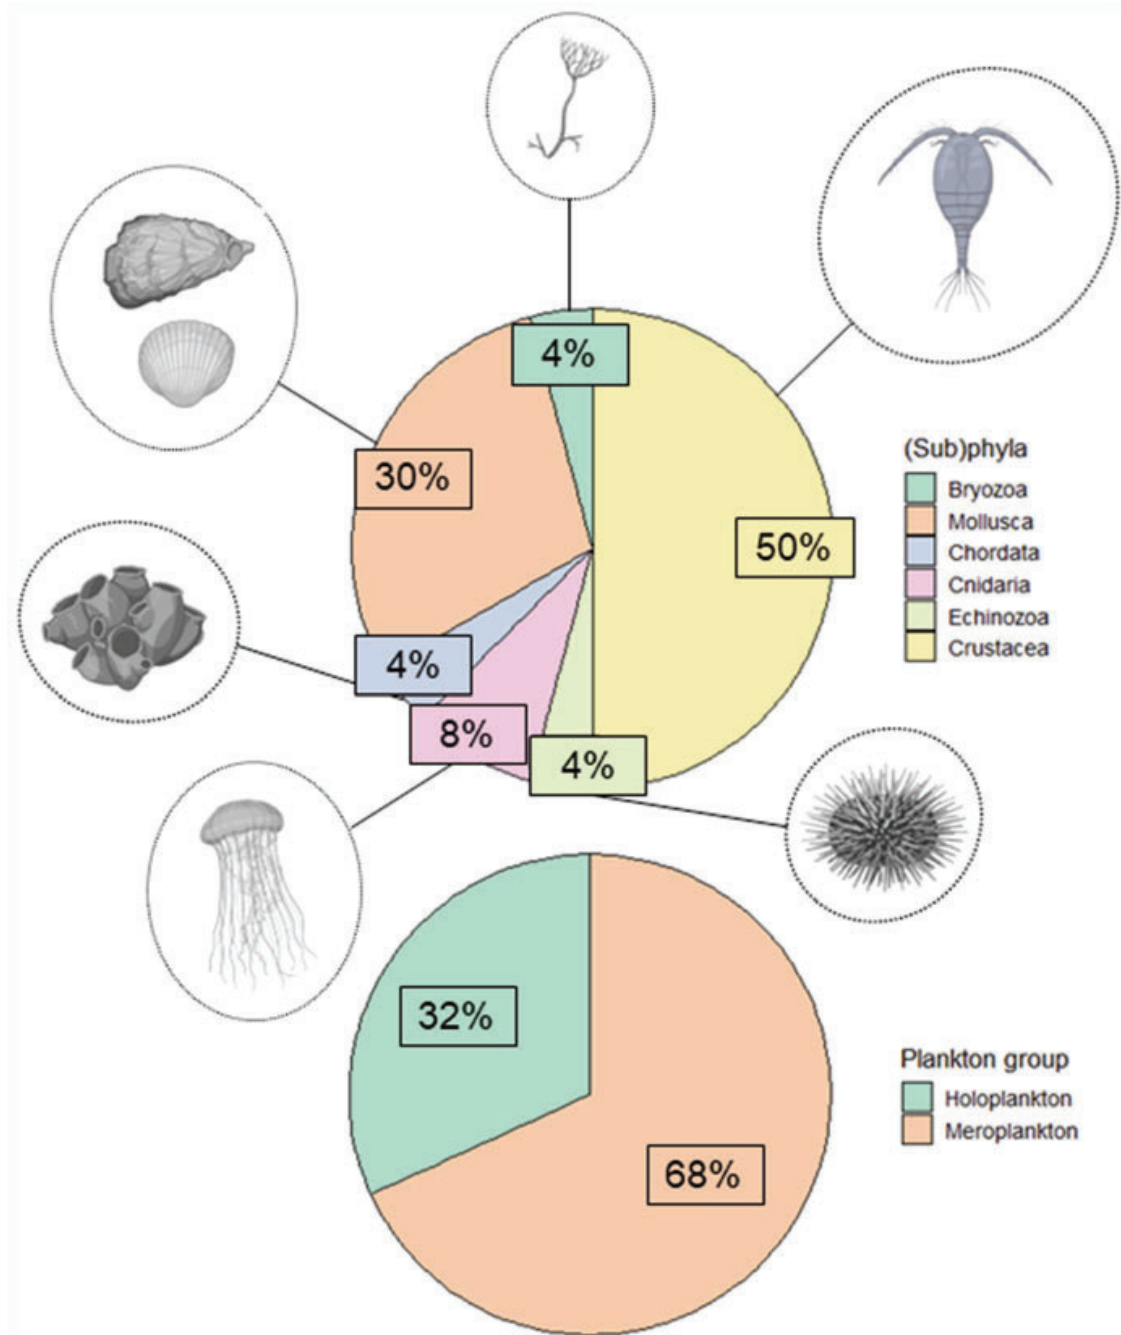 4%
30%
50%
4%
8%
4%
(Sub)phyla
Bryozoa
Mollusca
Chordata
Cnidaria
Echinozoa
Crustacea
32%
68%
Plankton group
Holoplankton
Meroplankton